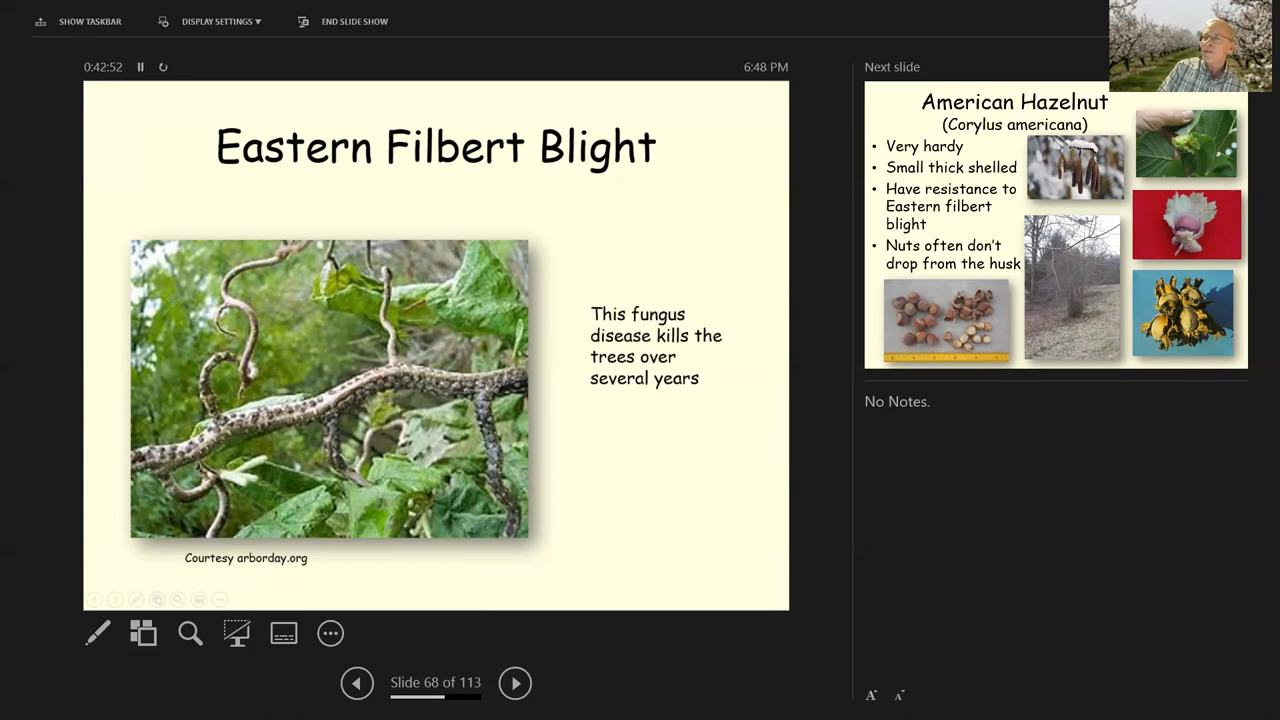 SHOW TASKBAR
DISPLAY SETTINGS ▼
END SLIDE SHOW
0:42:52
6:48 PM
Eastern Filbert Blight
This fungus
disease kills the
trees over
several years
Courtesy arborday.org
Slide 68 of 113
Next slide
American Hazelnut
(Corylus americana)
• Very hardy
• Small thick shelled
• Have resistance to
Eastern filbert
blight
• Nuts often don't
drop from the husk
No Notes.
A A